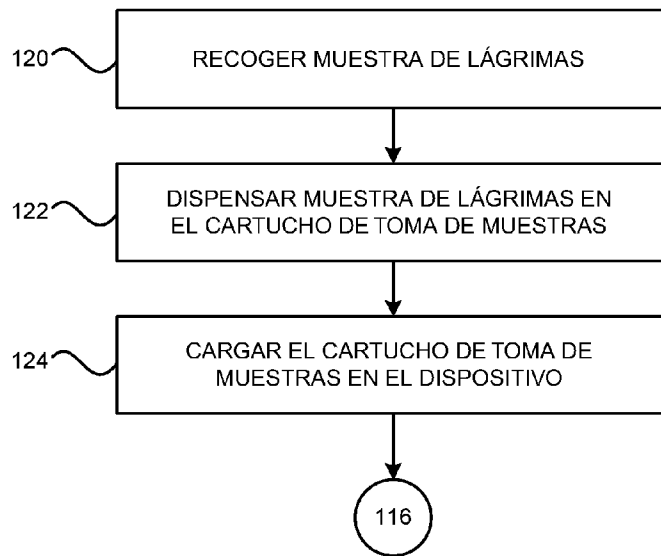 120
RECOGER MUESTRA DE LÁGRIMAS
122
DISPENSAR MUESTRA DE LÁGRIMAS EN
EL CARTUCHO DE TOMA DE MUESTRAS
124
CARGAR EL CARTUCHO DE TOMA DE
MUESTRAS EN EL DISPOSITIVO
116